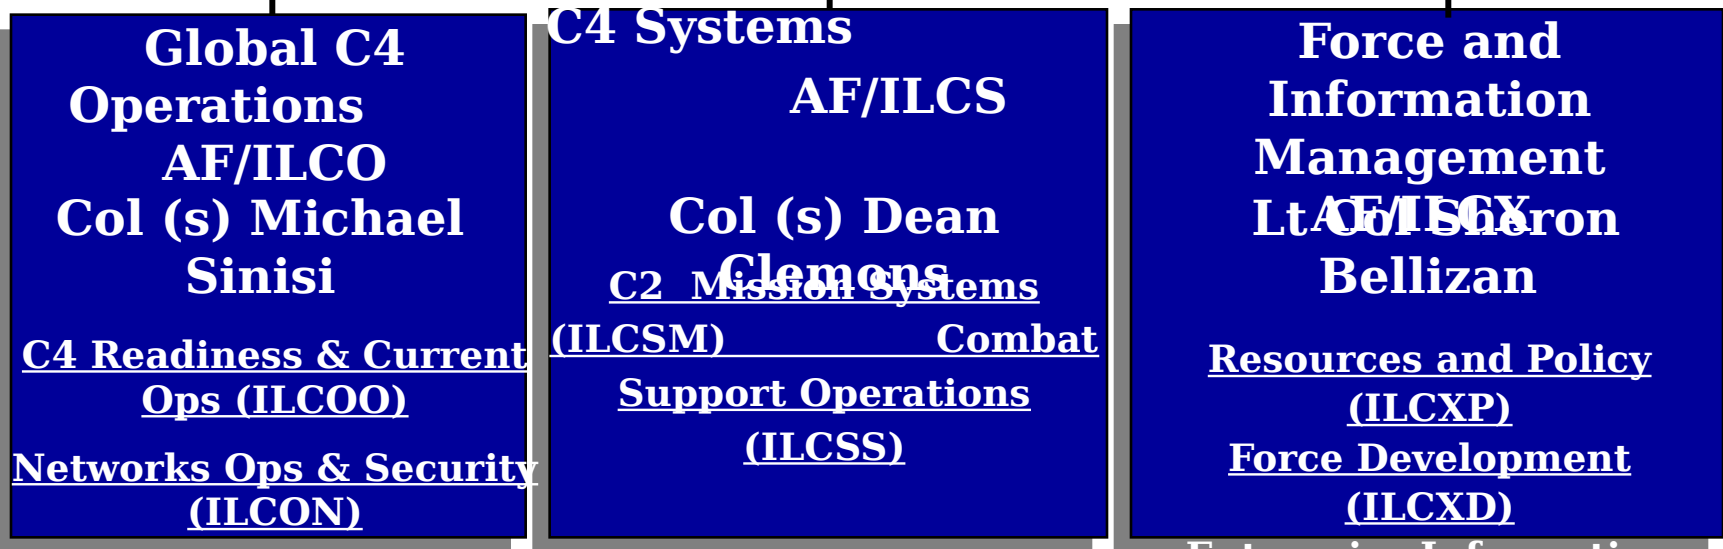 Global C4
Operations
AF/ILCO
Col (s) Michael
Sinisi
C4 Readiness & Current
Ops (ILCOO)
Networks Ops & Security
(ILCON)
C4 Systems
AF/ILCS
Col (s) Dean
Clemons
C2 Mission Systems
(ILCSM) Combat
Support Operations
(ILCSS)
Force and
Information
Management
AF/ILCX
Lt Col Sheron
Bellizan
Resources and Policy
(ILCXP)
Force Development
(ILCXD)